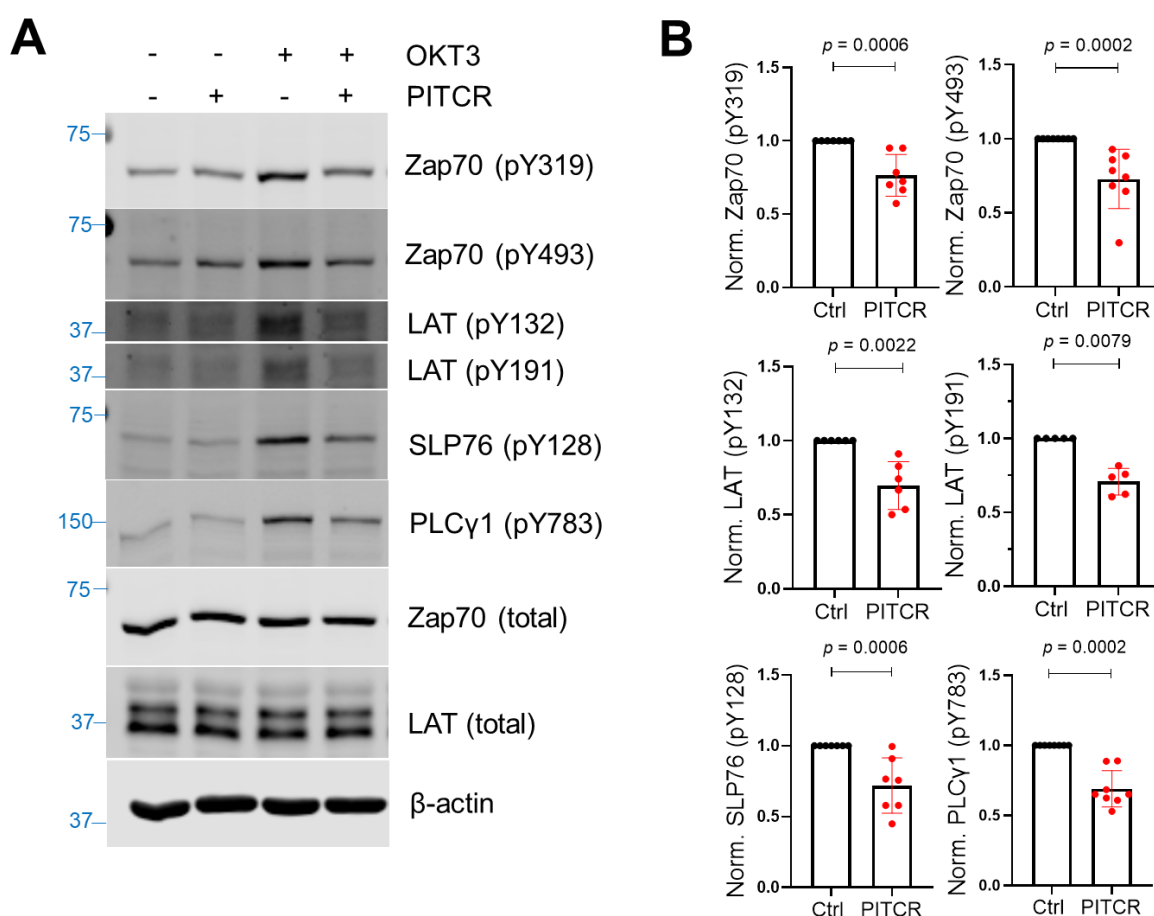 A
- - + + OKT3
- + - + PITCR
75
Zap70 (pY319)
75
Zap70 (pY493)
37
LAT (pY132)
37
LAT (pY191)
75
SLP76 (pY128)
150
PLCγ1 (pY783)
75
Zap70 (total)
37
LAT (total)
37
β-actin
B
p = 0.0006
Norm. Zap70 (pY319)
1.5
1.0
0.5
0.0
Ctrl PITCR
p = 0.0002
Norm. Zap70 (pY493)
1.5
1.0
0.5
0.0
Ctrl PITCR
p = 0.0022
Norm. LAT (pY132)
1.5
1.0
0.5
0.0
Ctrl PITCR
p = 0.0079
Norm. LAT (pY191)
1.5
1.0
0.5
0.0
Ctrl PITCR
p = 0.0006
Norm. SLP76 (pY128)
1.5
1.0
0.5
0.0
Ctrl PITCR
p = 0.0002
Norm. PLCγ1 (pY783)
1.5
1.0
0.5
0.0
Ctrl PITCR